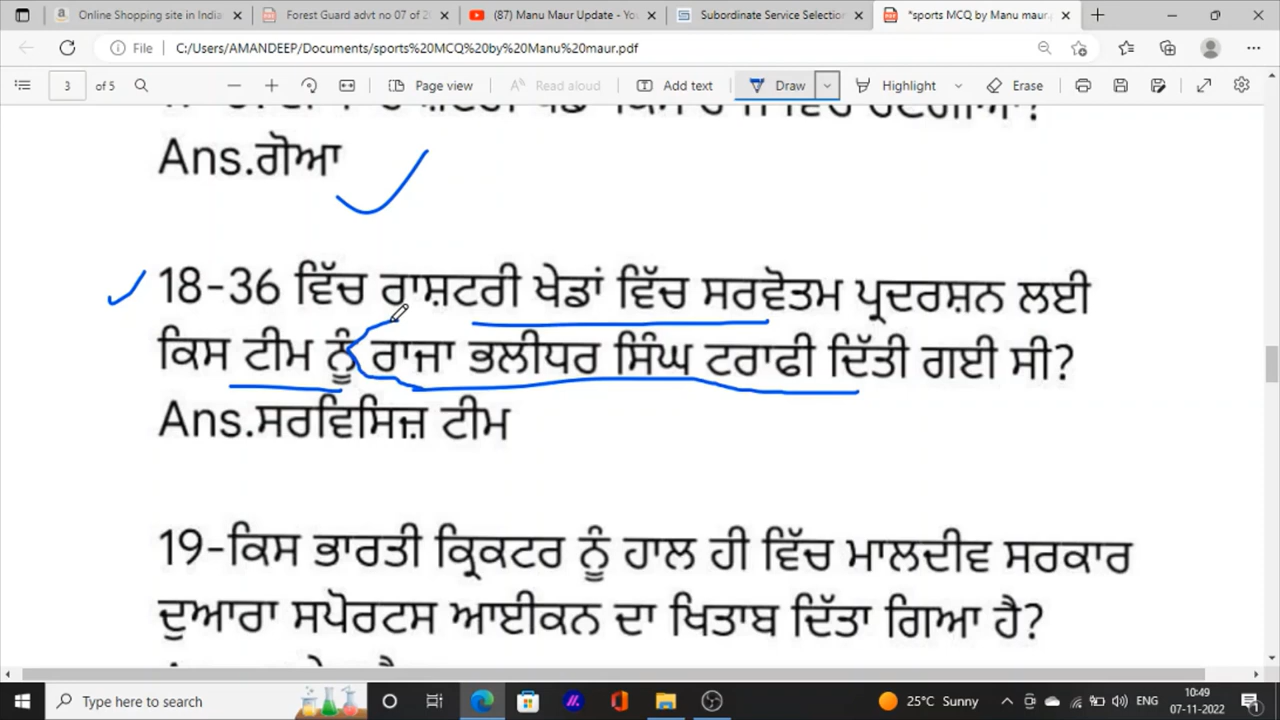 Online Shopping site in India
Forest Guard advt no 07 of 2
(87) Manu Maur Update - You
Subordinate Service Selection
*sports MCQ by Manu maur.p
File
C:/Users/AMANDEEP/Documents/sports%20MCQ%20by%20Manu%20maur.pdf
3 of 5 Page view Read aloud Add text Draw Highlight Erase
Ans.ਗੋਆ
18-36 ਵਿੱਚ ਰਾਸ਼ਟਰੀ ਖੇਡਾਂ ਵਿੱਚ ਸਰਵੋਤਮ ਪ੍ਰਦਰਸ਼ਨ ਲਈ
ਕਿਸ ਟੀਮ ਨੂੰ ਰਾਜਾ ਭਲੀਧਰ ਸਿੰਘ ਟਰਾਫੀ ਦਿੱਤੀ ਗਈ ਸੀ?
Ans.ਸਰਵਿਸਿਜ਼ ਟੀਮ
19-ਕਿਸ ਭਾਰਤੀ ਕ੍ਰਿਕਟਰ ਨੂੰ ਹਾਲ ਹੀ ਵਿੱਚ ਮਾਲਦੀਵ ਸਰਕਾਰ
ਦੁਆਰਾ ਸਪੋਰਟਸ ਆਈਕਨ ਦਾ ਖਿਤਾਬ ਦਿੱਤਾ ਗਿਆ ਹੈ?
Type here to search
25°C Sunny
ENG
10:49
07-11-2022